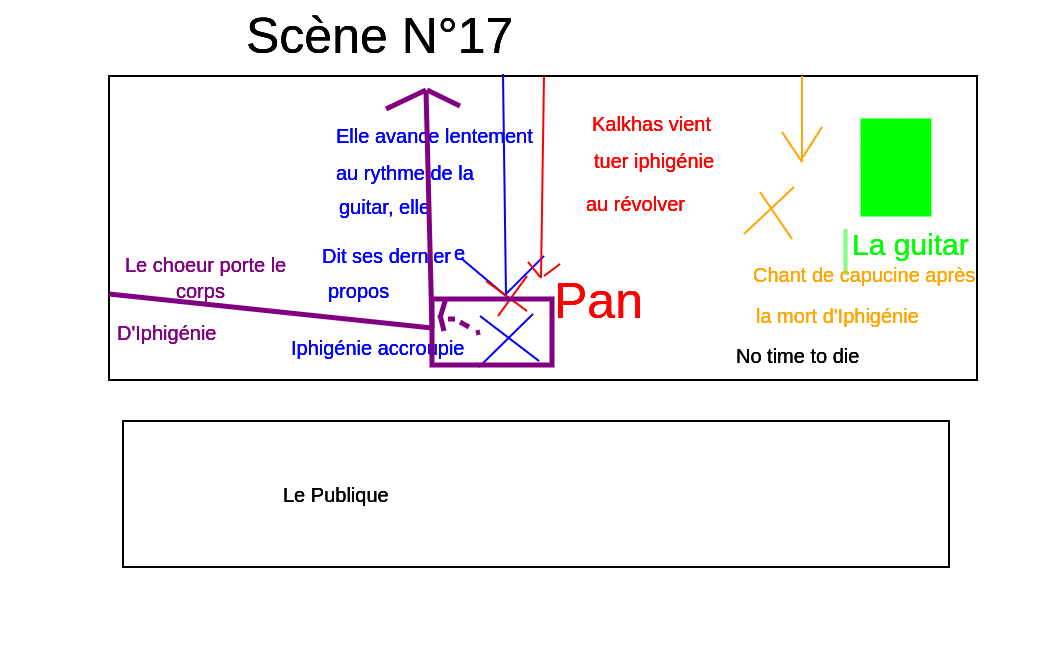 Scène N°17
Elle avance lentement
au rythme de la
guitar, elle
Dit ses dernier e
propos
Iphigénie accroupie
Kalkhas vient
tuer iphigénie
au révolver
Pan
Le choeur porte le
corps
D'Iphigénie
La guitar
Chant de capucine après
la mort d'Iphigénie
No time to die
Le Publique